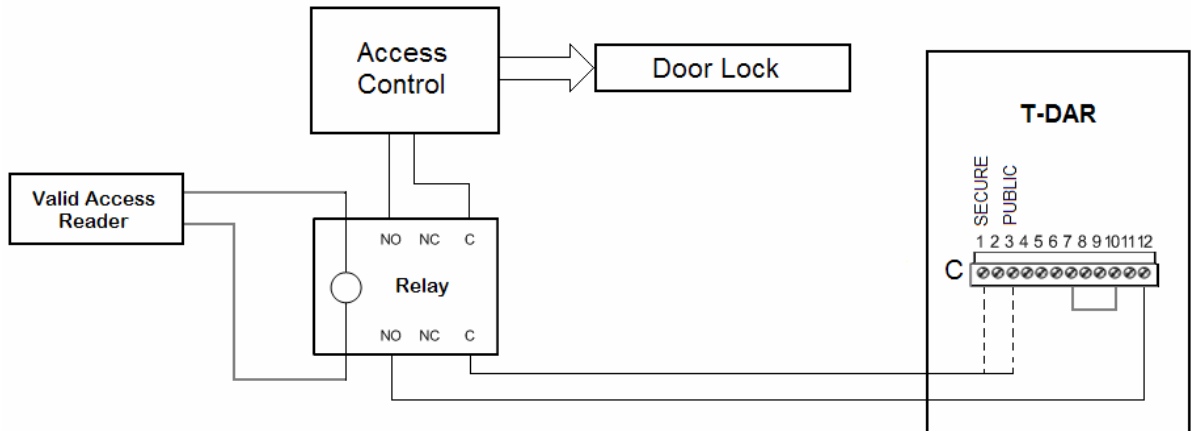 Access
Control
Door Lock
T-DAR
SECURE
PUBLIC
Valid Access
Reader
NO NC C
1 2 3 4 5 6 7 8 9 10 11 12
C
Relay
NO NC C